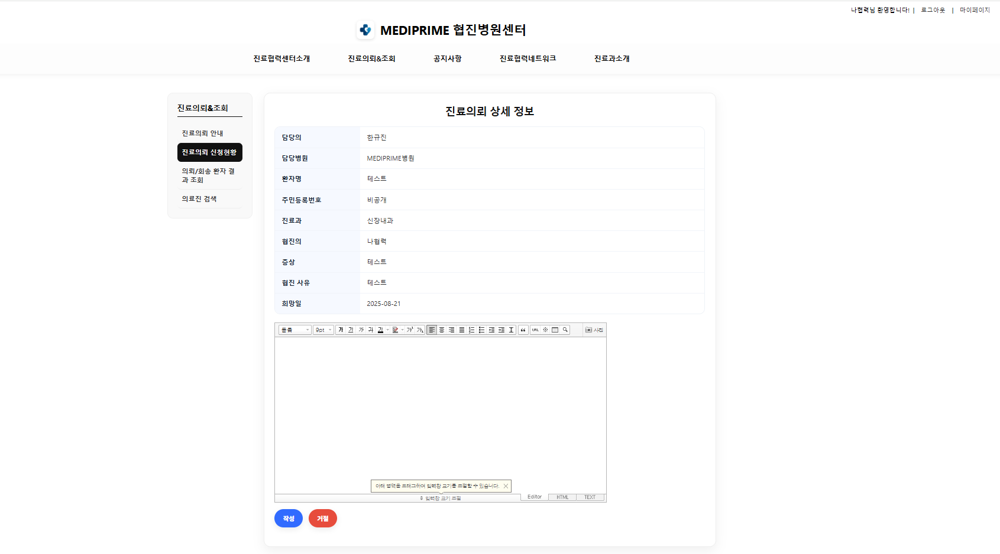 나협력님 환영합니다! | 로그아웃 | 마이페이지
MEDIPRIME 협진병원센터
진료협력센터소개 진료의뢰&조회 공지사항 진료협력네트워크 진료과소개
진료의뢰&조회
진료의뢰 안내
진료의뢰 신청현황
의뢰/회송 환자 결
과 조회
의료진 검색
진료의뢰 상세 정보
담당의 한규진
담당병원 MEDIPRIME병원
환자명 테스트
주민등록번호 비공개
진료과 신장내과
협진의 나협력
증상 테스트
협진 사유 테스트
희망일 2025-08-21
돋움 9pt 가 가 가 가 가 가 가 URL 사진
아래 영역을 드래그하여 입력창 크기를 조절할 수 있습니다.
입력창 크기 조절 Editor HTML TEXT
작성 거절